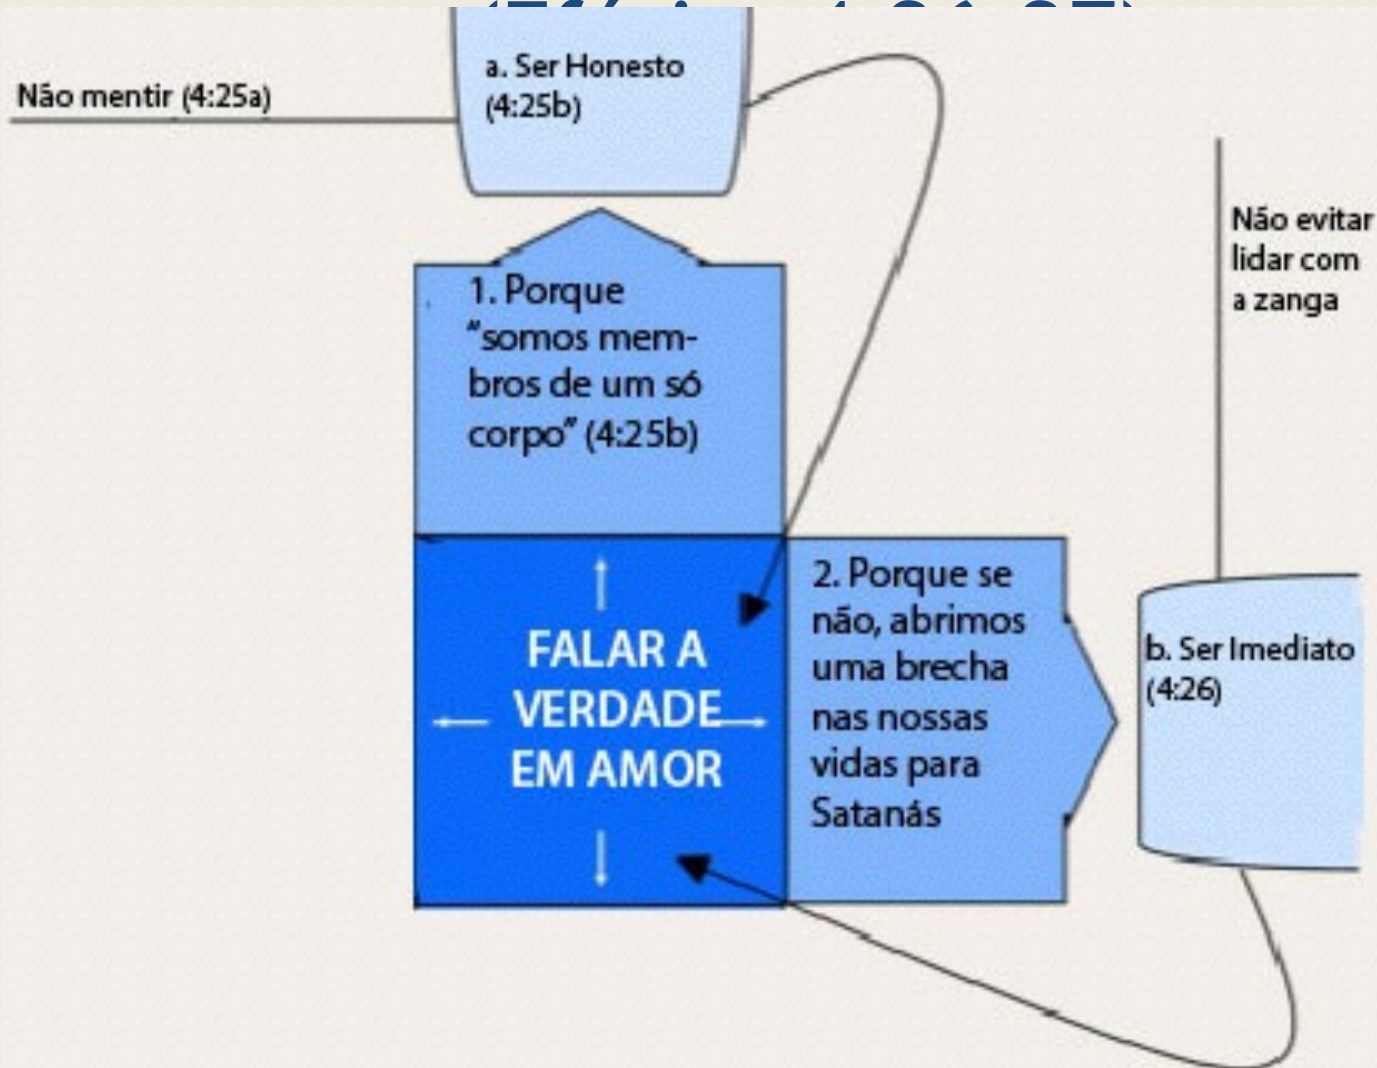 a. Ser Honesto
(4:25b)
Não mentir (4:25a)
Não evitar
lidar com
a zanga
1. Porque
“somos mem-
bros de um só
corpo” (4:25b)
FALAR A
VERDADE
EM AMOR
2. Porque se
não, abrimos
uma brecha
nas nossas
vidas para
Satanás
b. Ser Imediato
(4:26)